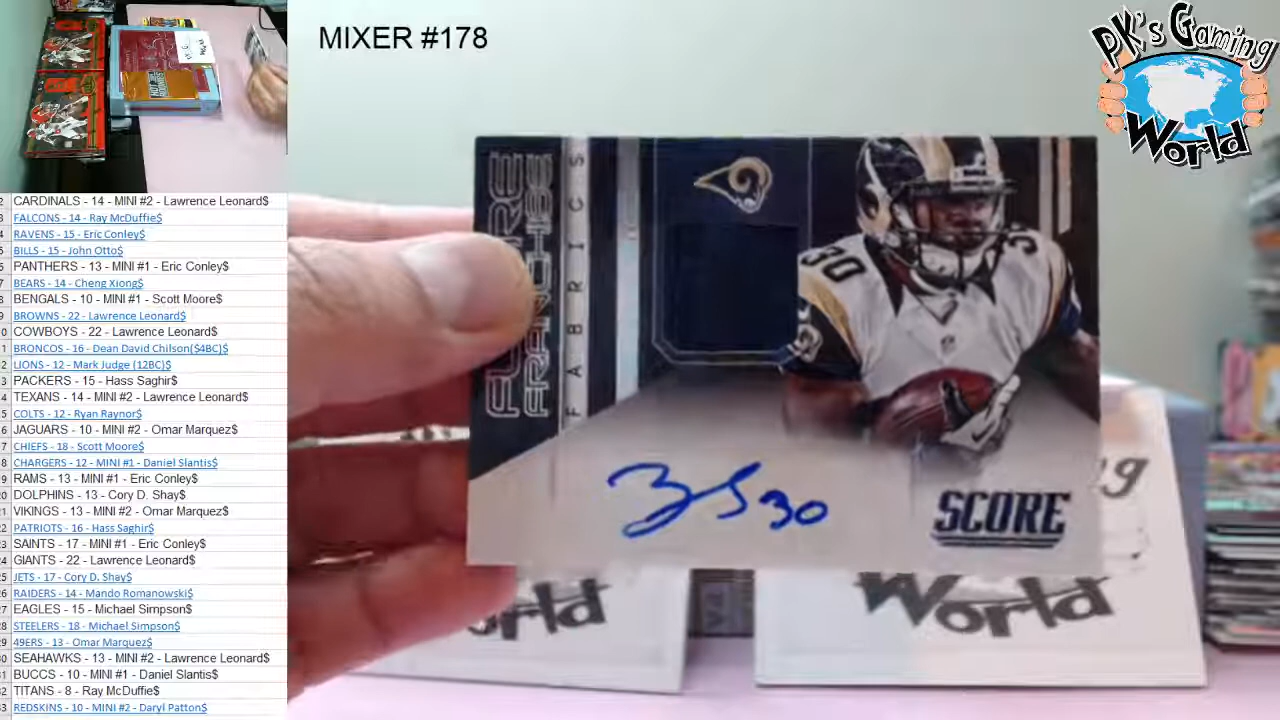 MIXER #178
PK's Gaming World
CARDINALS - 14 - MINI #2 - Lawrence Leonard$
FALCONS - 14 - Ray McDuffie$
RAVENS - 15 - Eric Conley$
BILLS - 15 - John Otto$
PANTHERS - 13 - MINI #1 - Eric Conley$
BEARS - 14 - Cheng Xiong$
BENGALS - 10 - MINI #1 - Scott Moore$
BROWNS - 22 - Lawrence Leonard$
COWBOYS - 22 - Lawrence Leonard$
BRONCOS - 16 - Dean David Chilson($4BC)$
LIONS - 12 - Mark Judge (12BC)$
PACKERS - 15 - Hass Saghir$
TEXANS - 14 - MINI #2 - Lawrence Leonard$
COLTS - 12 - Ryan Raynor$
JAGUARS - 10 - MINI #2 - Omar Marquez$
CHIEFS - 18 - Scott Moore$
CHARGERS - 12 - MINI #1 - Daniel Slantis$
RAMS - 13 - MINI #1 - Eric Conley$
DOLPHINS - 13 - Cory D. Shay$
VIKINGS - 13 - MINI #2 - Omar Marquez$
PATRIOTS - 16 - Hass Saghir$
SAINTS - 17 - MINI #1 - Eric Conley$
GIANTS - 22 - Lawrence Leonard$
JETS - 17 - Cory D. Shay$
RAIDERS - 14 - Mando Romanowski$
EAGLES - 15 - Michael Simpson$
STEELERS - 18 - Michael Simpson$
49ERS - 13 - Omar Marquez$
SEAHAWKS - 13 - MINI #2 - Lawrence Leonard$
BUCCS - 10 - MINI #1 - Daniel Slantis$
TITANS - 8 - Ray McDuffie$
REDSKINS - 10 - MINI #2 - Daryl Patton$
FUTURE
FRANCHISE
FABRICS
30
30
SCORE
World
World